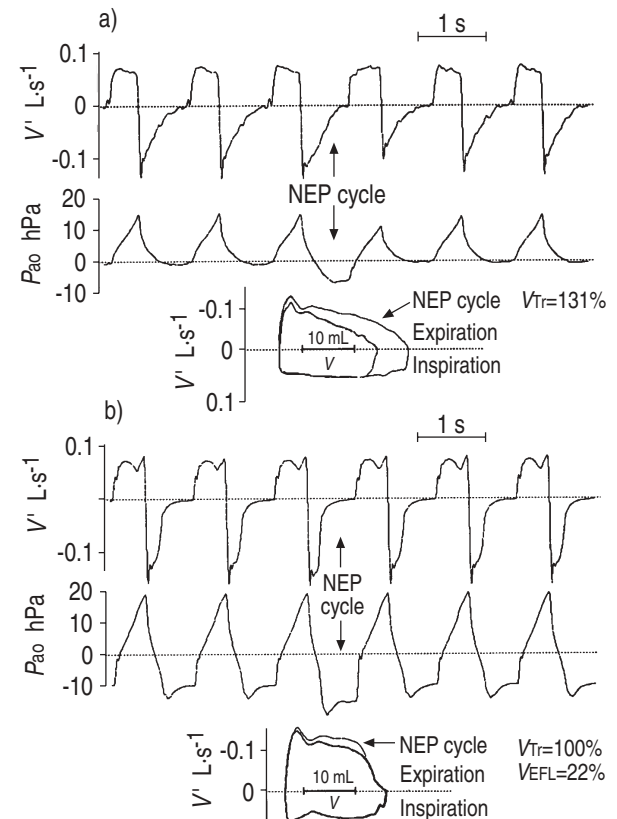 a)
1 s
0.1
0
-0.1
V' L·s-1
NEP cycle
20
10
0
-10
Pao hPa
-0.1
0
0.1
V' L·s-1
10 mL
V
NEP cycle
Expiration
Inspiration
VTr=131%
b)
1 s
0.1
-0.1
V' L·s-1
NEP
cycle
20
10
0
-10
Pao hPa
-0.1
0
V' L·s-1
10 mL
V
NEP cycle
Expiration
Inspiration
VTr=100%
VEFL=22%